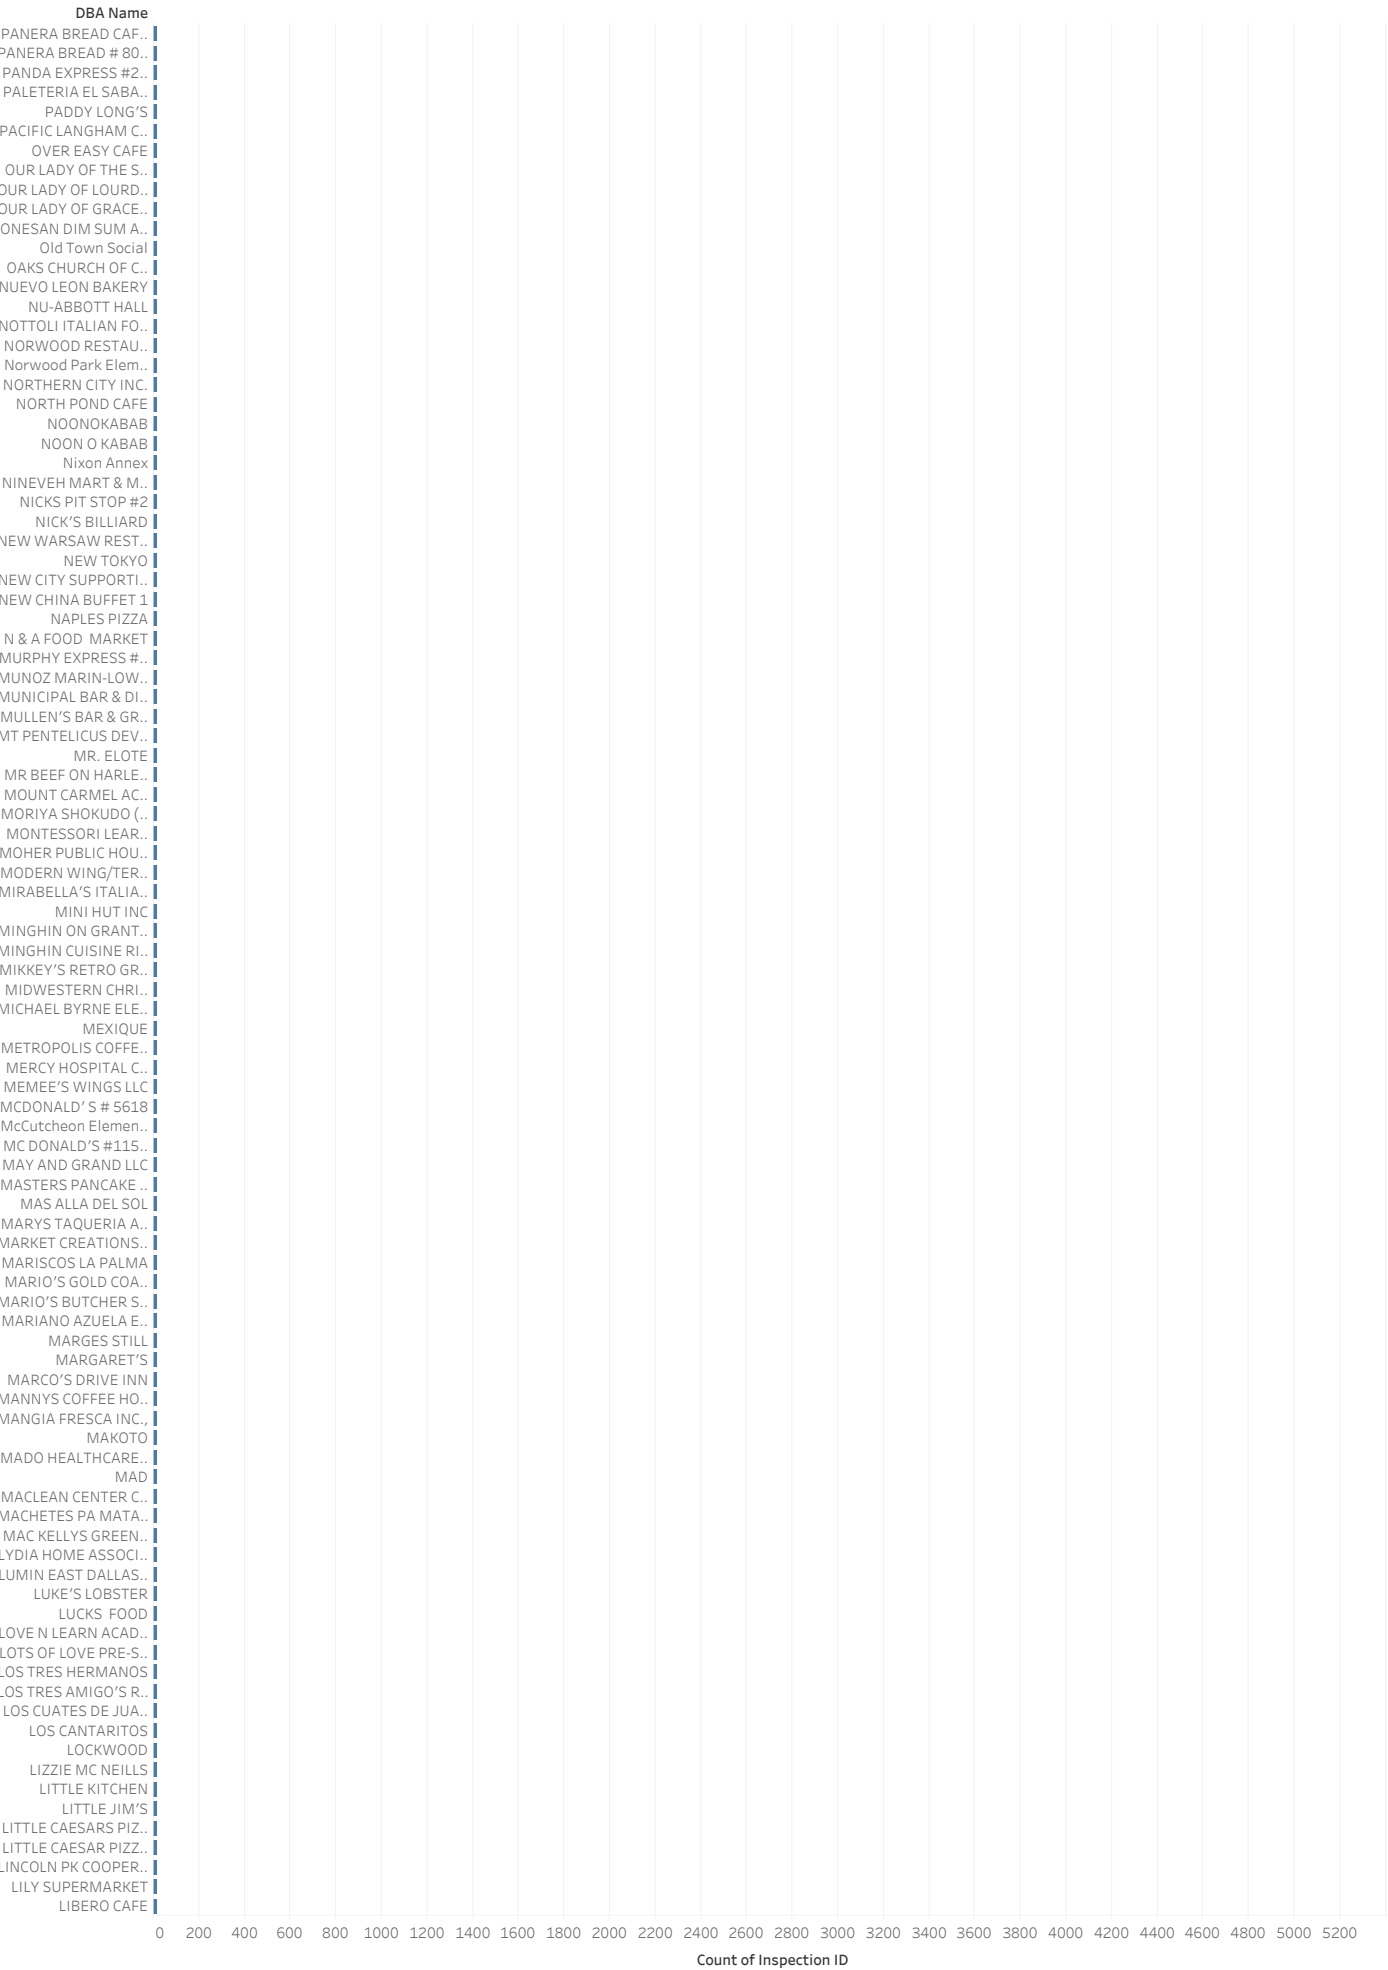 DBA Name
PANERA BREAD CAF..
PANERA BREAD # 80..
PANDA EXPRESS #2..
PALETERIA EL SABA..
PADDY LONG'S
PACIFIC LANGHAM C..
OVER EASY CAFE
OUR LADY OF THE S..
OUR LADY OF LOURD..
OUR LADY OF GRACE..
ONESAN DIM SUM A..
Old Town Social
OAKS CHURCH OF C..
NUEVO LEON BAKERY
NU-ABBOTT HALL
NOTTOLI ITALIAN FO..
NORWOOD RESTAU..
Norwood Park Elem..
NORTHERN CITY INC.
NORTH POND CAFE
NOONOKABAB
NOON O KABAB
Nixon Annex
NINEVEH MART & M..
NICKS PIT STOP #2
NICK'S BILLIARD
NEW WARSAW REST..
NEW TOKYO
NEW CITY SUPPORTI..
NEW CHINA BUFFET 1
NAPLES PIZZA
N & A FOOD  MARKET
MURPHY EXPRESS #..
MUNOZ MARIN-LOW..
MUNICIPAL BAR & DI..
MULLEN'S BAR & GR..
MT PENTELICUS DEV..
MR. ELOTE
MR BEEF ON HARLE..
MOUNT CARMEL AC..
MORIYA SHOKUDO (..
MONTESSORI LEAR..
MOHER PUBLIC HOU..
MODERN WING/TER..
MIRABELLA'S ITALIA..
MINI HUT INC
MINGHIN ON GRANT..
MINGHIN CUISINE RI..
MIKKEY'S RETRO GR..
MIDWESTERN CHRI..
MICHAEL BYRNE ELE..
MEXIQUE
METROPOLIS COFFE..
MERCY HOSPITAL C..
MEMEE'S WINGS LLC
MCDONALD' S # 5618
McCutcheon Elemen..
MC DONALD'S #115..
MAY AND GRAND LLC
MASTERS PANCAKE ..
MAS ALLA DEL SOL
MARYS TAQUERIA A..
MARKET CREATIONS..
MARISCOS LA PALMA
MARIO'S GOLD COA..
MARIO'S BUTCHER S..
MARIANO AZUELA E..
MARGES STILL
MARGARET'S
MARCO'S DRIVE INN
MANNYS COFFEE HO..
MANGIA FRESCA INC.,
MAKOTO
MADO HEALTHCARE..
MAD
MACLEAN CENTER C..
MACHETES PA MATA..
MAC KELLYS GREEN..
LYDIA HOME ASSOCI..
LUMIN EAST DALLAS..
LUKE'S LOBSTER
LUCKS  FOOD
LOVE N LEARN ACAD..
LOTS OF LOVE PRE-S..
LOS TRES HERMANOS
LOS TRES AMIGO'S R..
LOS CUATES DE JUA..
LOS CANTARITOS
LOCKWOOD
LIZZIE MC NEILLS
LITTLE KITCHEN
LITTLE JIM'S
LITTLE CAESARS PIZ..
LITTLE CAESAR PIZZ..
LINCOLN PK COOPER..
LILY SUPERMARKET
LIBERO CAFE
0 200 400 600 800 1000 1200 1400 1600 1800 2000 2200 2400 2600 2800 3000 3200 3400 3600 3800 4000 4200 4400 4600 4800 5000 5200
Count of Inspection ID